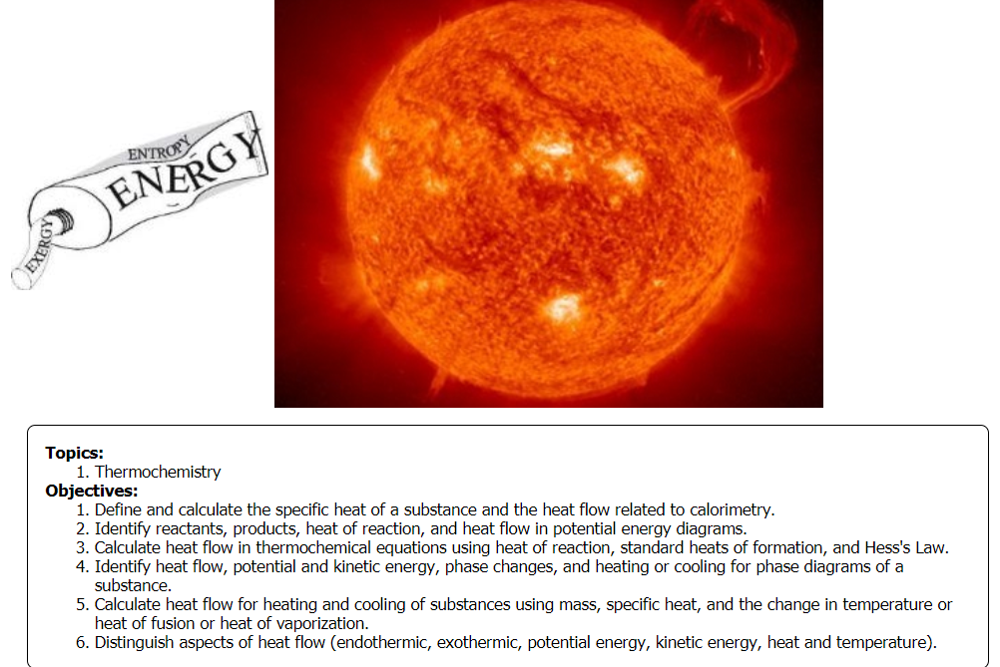 ENTROPY
ENERGY
EXERGY
Topics:
1. Thermochemistry
Objectives:
1. Define and calculate the specific heat of a substance and the heat flow related to calorimetry.
2. Identify reactants, products, heat of reaction, and heat flow in potential energy diagrams.
3. Calculate heat flow in thermochemical equations using heat of reaction, standard heats of formation, and Hess's Law.
4. Identify heat flow, potential and kinetic energy, phase changes, and heating or cooling for phase diagrams of a
substance.
5. Calculate heat flow for heating and cooling of substances using mass, specific heat, and the change in temperature or
heat of fusion or heat of vaporization.
6. Distinguish aspects of heat flow (endothermic, exothermic, potential energy, kinetic energy, heat and temperature).